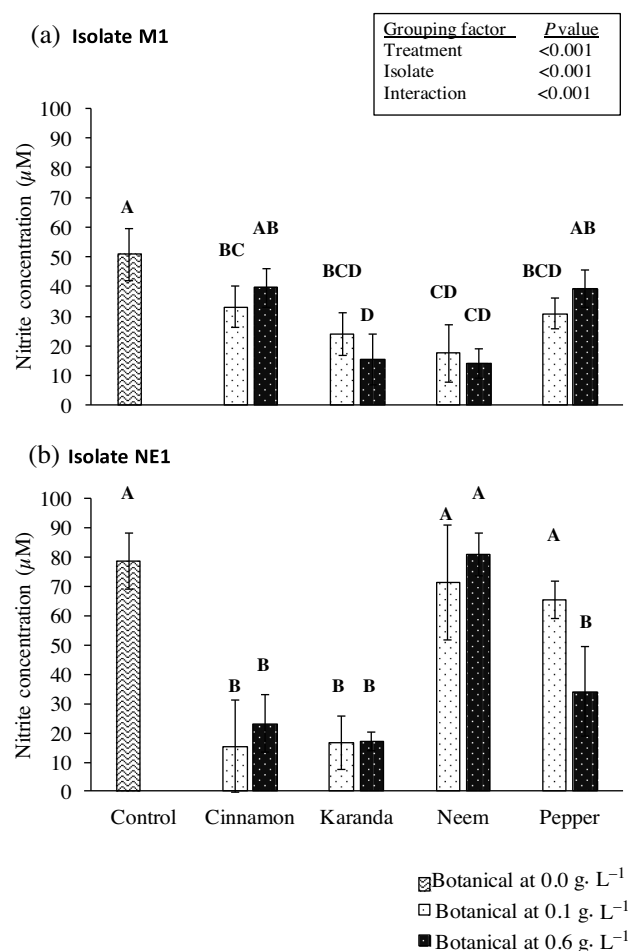 (a) Isolate M1
Grouping factor P value
Treatment <0.001
Isolate <0.001
Interaction <0.001
Nitrite concentration (µM)
100
90
80
70
60
50
40
30
20
10
0
A
BC
AB
BCD
D
CD
CD
BCD
AB
(b) Isolate NE1
Nitrite concentration (µM)
100
90
80
70
60
50
40
30
20
10
0
A
B
B
B
B
A
A
A
B
Control Cinnamon Karanda Neem Pepper
Botanical at 0.0 g· L⁻¹
Botanical at 0.1 g· L⁻¹
Botanical at 0.6 g· L⁻¹